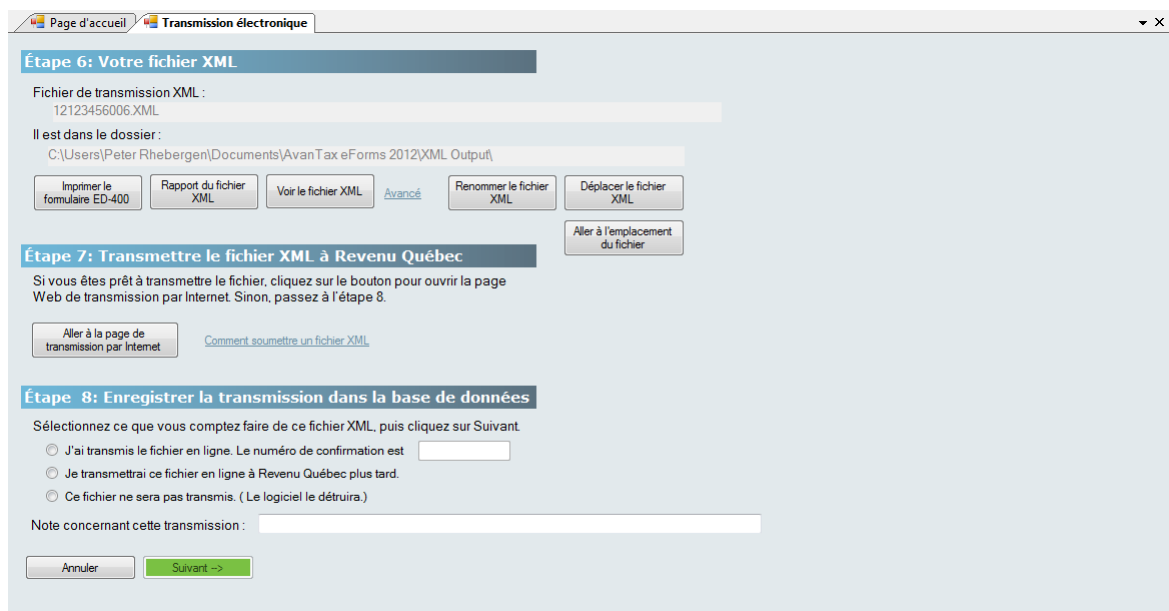 Page d'accueil
Transmission électronique
Étape 6: Votre fichier XML
Fichier de transmission XML :
12123456006.XML
Il est dans le dossier :
C:\Users\Peter Rhebergen\Documents\AvanTax eForms 2012\XML Output\
Imprimer le
formulaire ED-400
Rapport du fichier
XML
Voir le fichier XML
Avancé
Renommer le fichier
XML
Déplacer le fichier
XML
Aller à l'emplacement
du fichier
Étape 7: Transmettre le fichier XML à Revenu Québec
Si vous êtes prêt à transmettre le fichier, cliquez sur le bouton pour ouvrir la page
Web de transmission par Internet. Sinon, passez à l'étape 8.
Aller à la page de
transmission par Internet
Comment soumettre un fichier XML
Étape  8: Enregistrer la transmission dans la base de données
Sélectionnez ce que vous comptez faire de ce fichier XML, puis cliquez sur Suivant.
J'ai transmis le fichier en ligne. Le numéro de confirmation est
Je transmettrai ce fichier en ligne à Revenu Québec plus tard.
Ce fichier ne sera pas transmis. ( Le logiciel le détruira.)
Note concernant cette transmission :
Annuler
Suivant -->